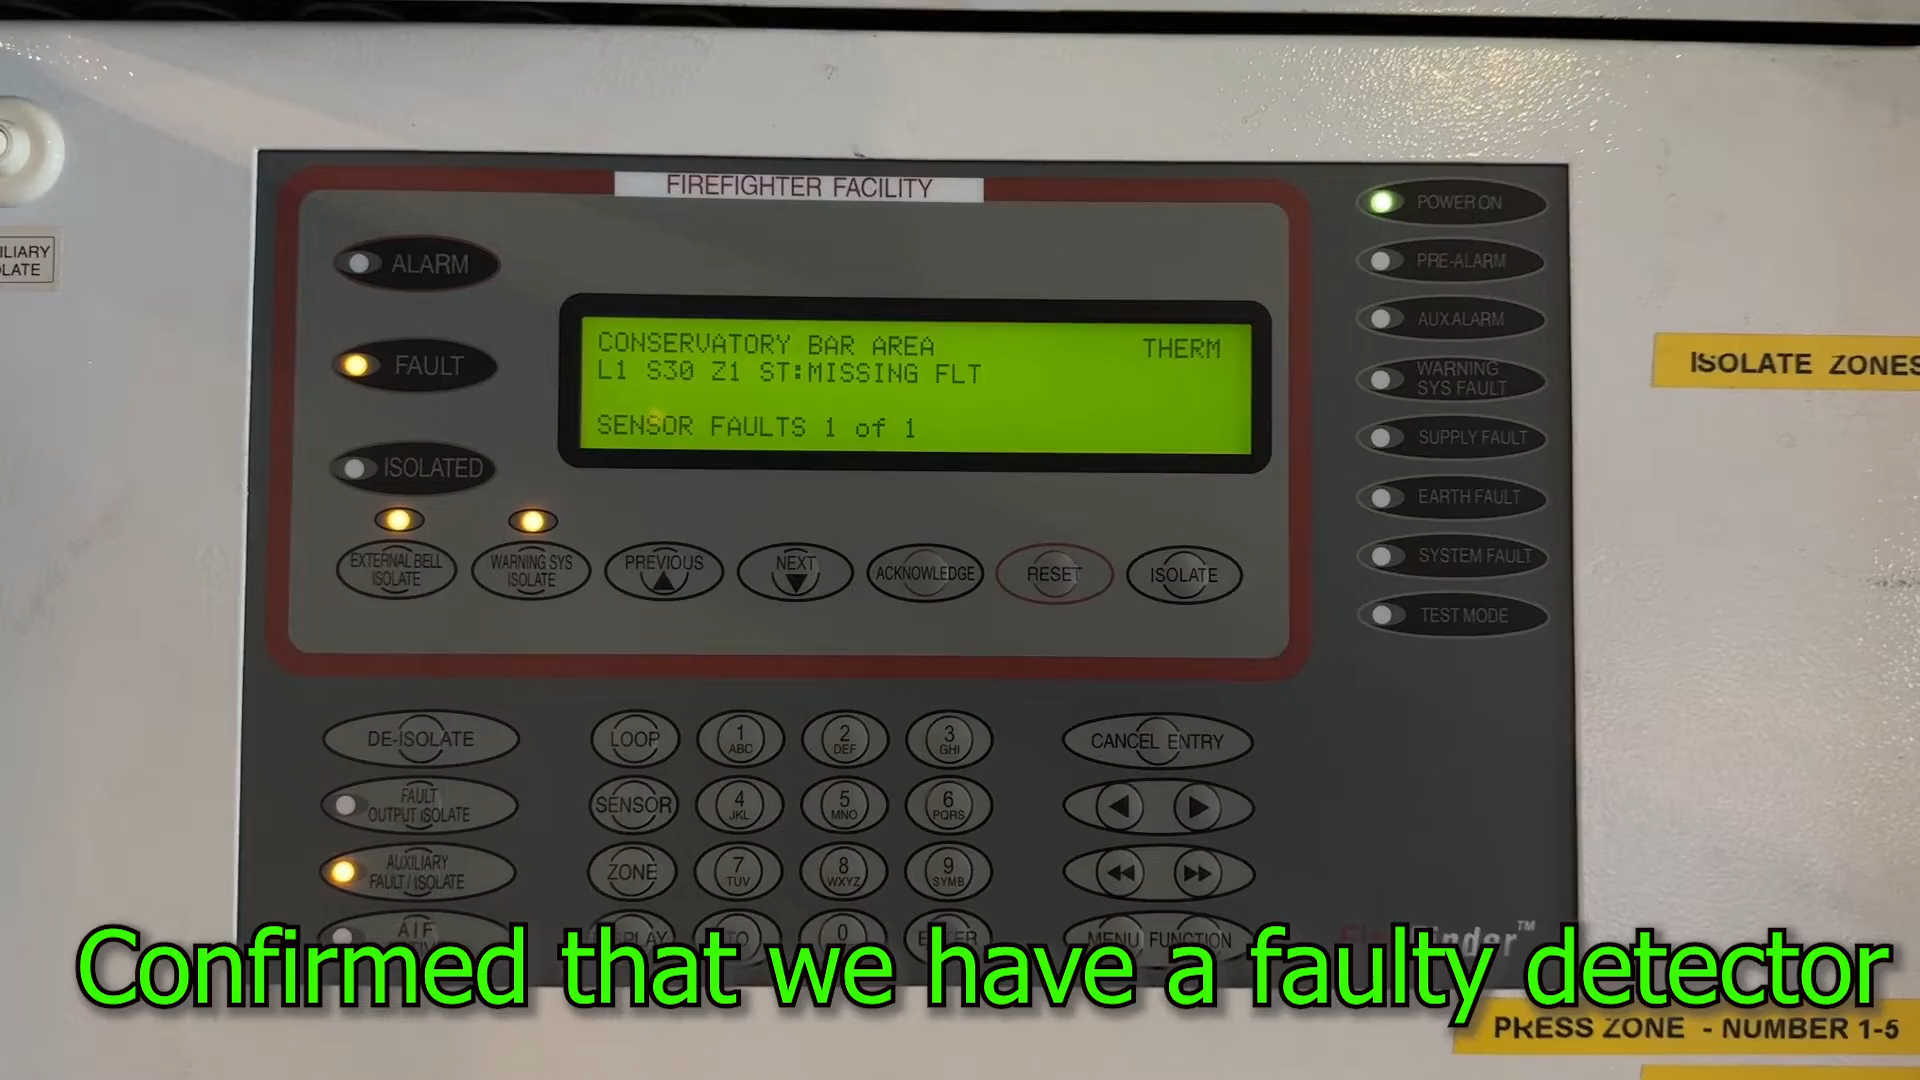 FIREFIGHTER FACILITY
ILIARY
LATE
ALARM
FAULT
ISOLATED
CONSERVATORY BAR AREA THERM
L1 S30 Z1 ST:MISSING FLT
SENSOR FAULTS 1 of 1
POWER ON
PRE-ALARM
AUX ALARM
WARNING
SYS FAULT
SUPPLY FAULT
EARTH FAULT
SYSTEM FAULT
TEST MODE
ISOLATE ZONES
EXTERNAL BELL
ISOLATE
WARNING SYS
ISOLATE
PREVIOUS
NEXT
ACKNOWLEDGE
RESET
ISOLATE
DE-ISOLATE
FAULT
OUTPUT ISOLATE
AUXILIARY
FAULT/ISOLATE
AIF
LOOP
1
ABC
2
DEF
3
GHI
SENSOR
4
JKL
5
MNO
6
PQRS
ZONE
7
TUV
8
WXYZ
9
SYMB
0
CANCEL ENTRY
MENU FUNCTION
Confirmed that we have a faulty detector
PRESS ZONE - NUMBER 1-5